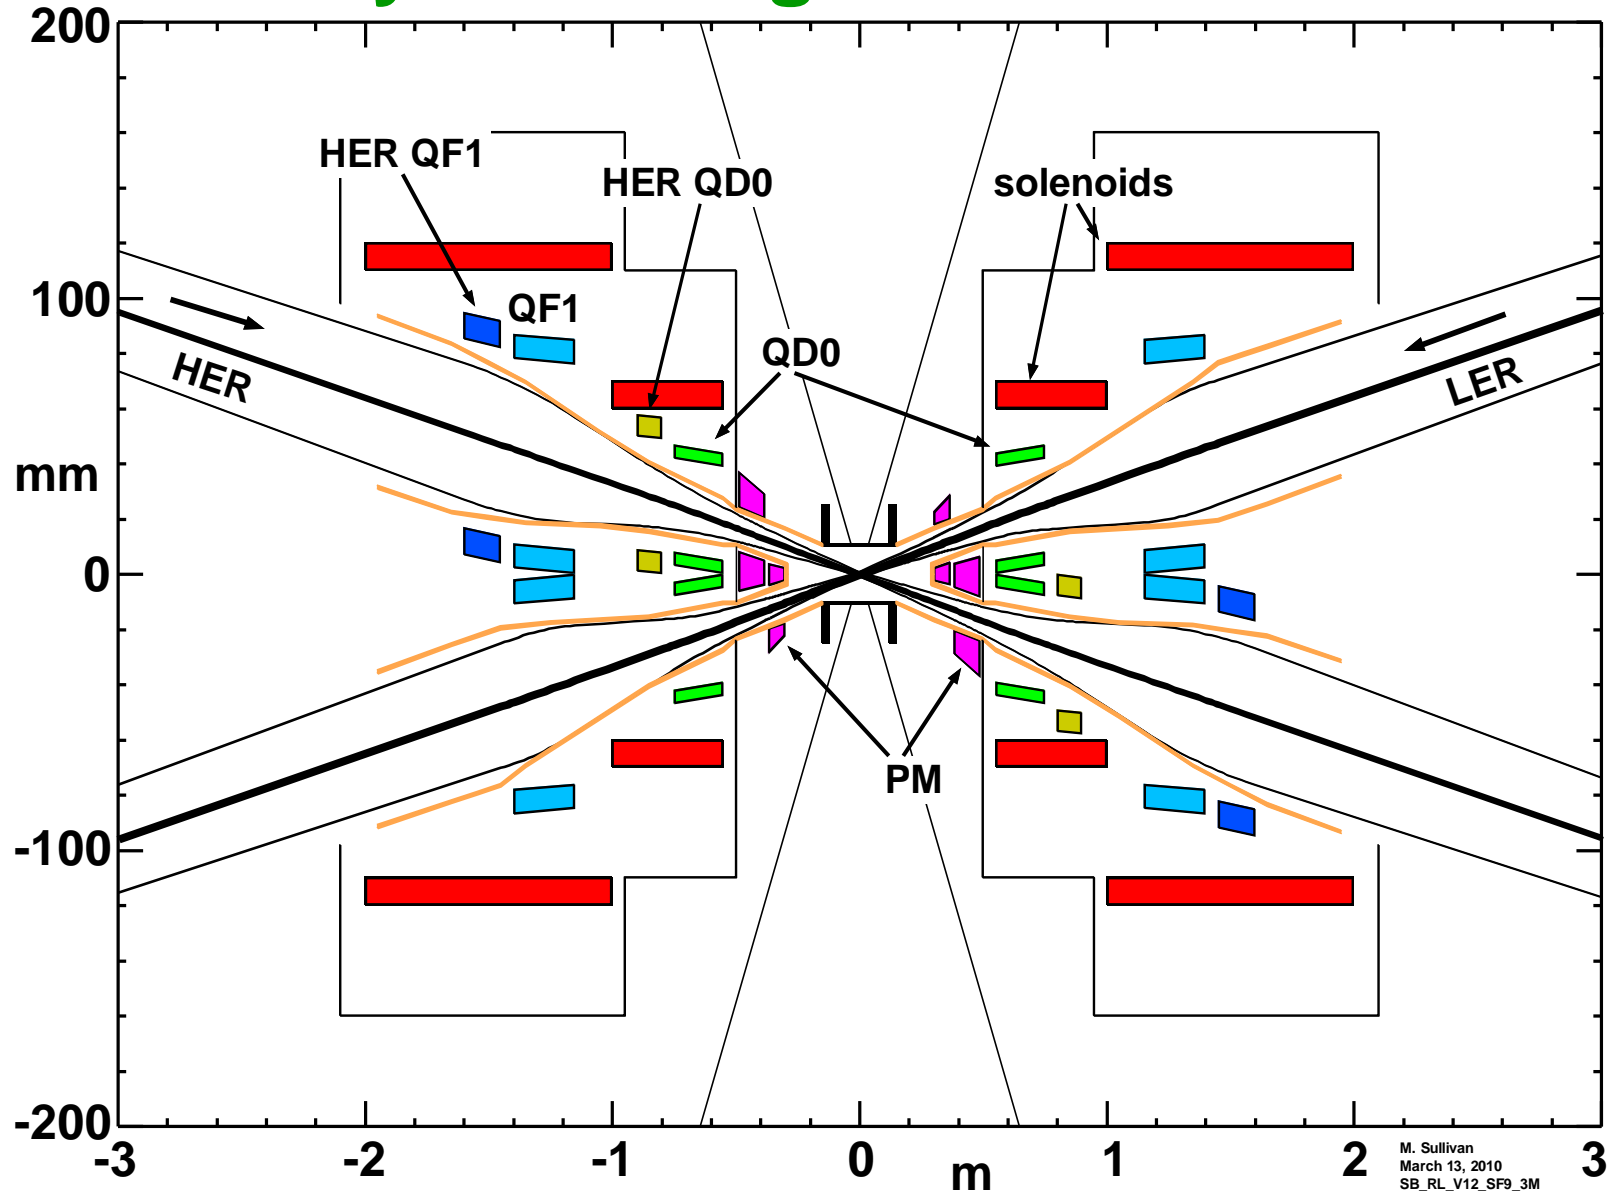 200
HER QF1
HER QD0
solenoids
100
QF1
QD0
HER
LER
mm
0
PM
-100
-200
-3
-2
-1
0
m
1
2
3
M. Sullivan
March 13, 2010
SB_RL_V12_SF9_3M